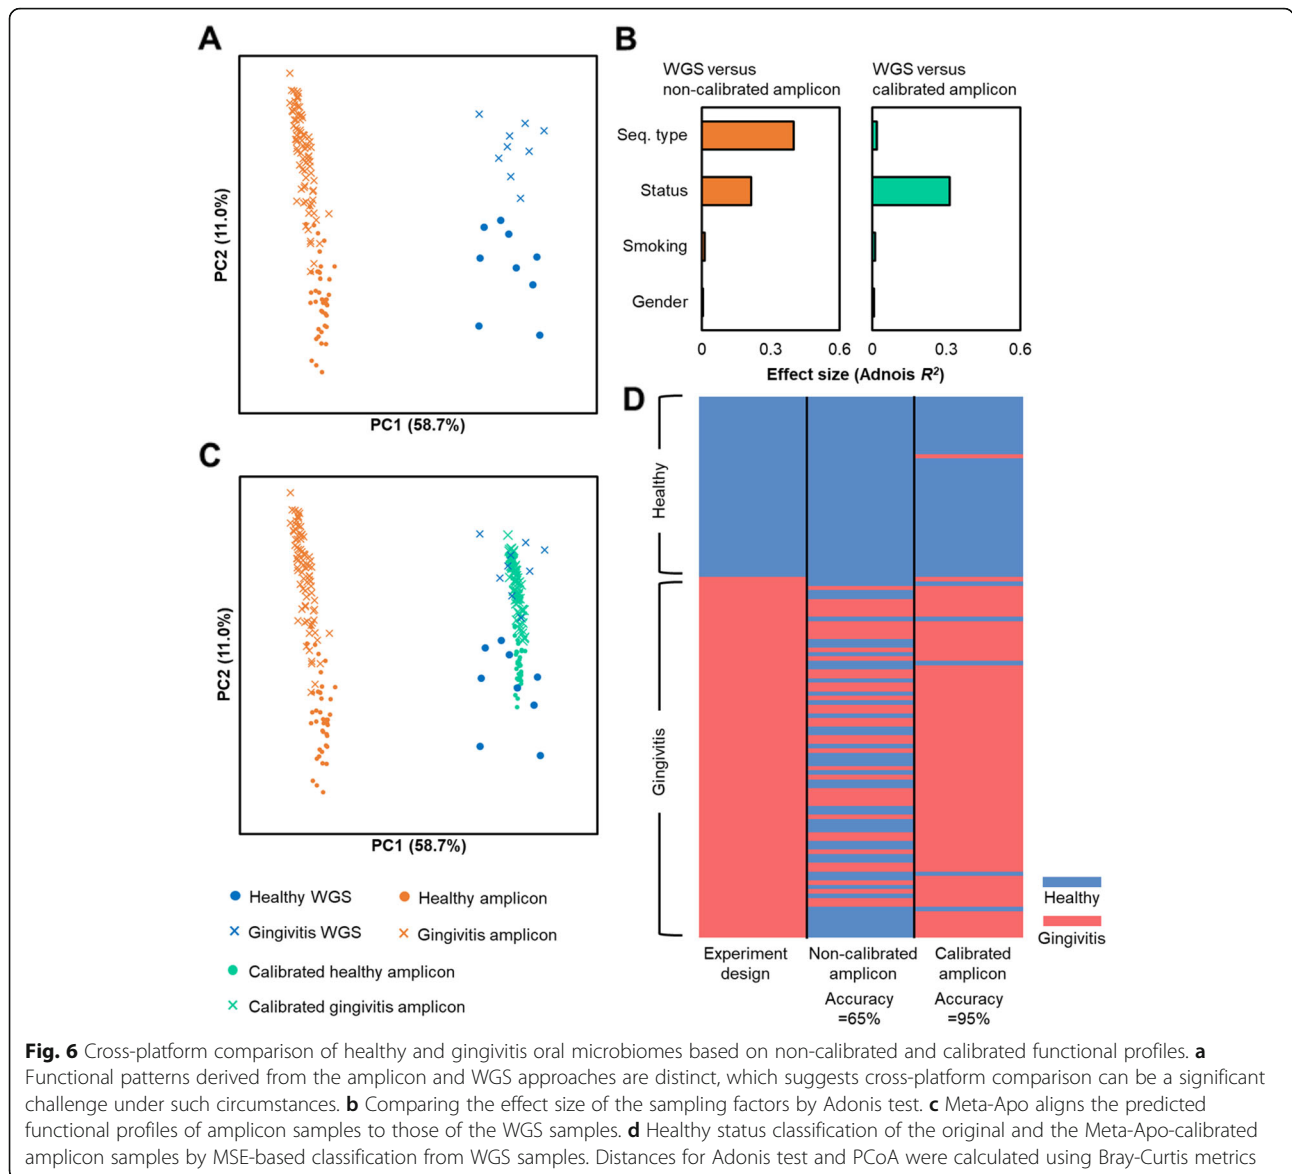 A
PC2 (11.0%)
PC1 (58.7%)
B
WGS versus
non-calibrated amplicon
WGS versus
calibrated amplicon
Seq. type
Status
Smoking
Gender
0 0.3 0.6
0 0.3 0.6
Effect size (Adnois R²)
C
PC2 (11.0%)
PC1 (58.7%)
Healthy WGS
Healthy amplicon
Gingivitis WGS
Gingivitis amplicon
Calibrated healthy amplicon
Calibrated gingivitis amplicon
D
Healthy
Gingivitis
Experiment
design
Non-calibrated
amplicon
Accuracy
=65%
Calibrated
amplicon
Accuracy
=95%
Healthy
Gingivitis
Fig. 6 Cross-platform comparison of healthy and gingivitis oral microbiomes based on non-calibrated and calibrated functional profiles. a
Functional patterns derived from the amplicon and WGS approaches are distinct, which suggests cross-platform comparison can be a significant
challenge under such circumstances. b Comparing the effect size of the sampling factors by Adonis test. c Meta-Apo aligns the predicted
functional profiles of amplicon samples to those of the WGS samples. d Healthy status classification of the original and the Meta-Apo-calibrated
amplicon samples by MSE-based classification from WGS samples. Distances for Adonis test and PCoA were calculated using Bray-Curtis metrics